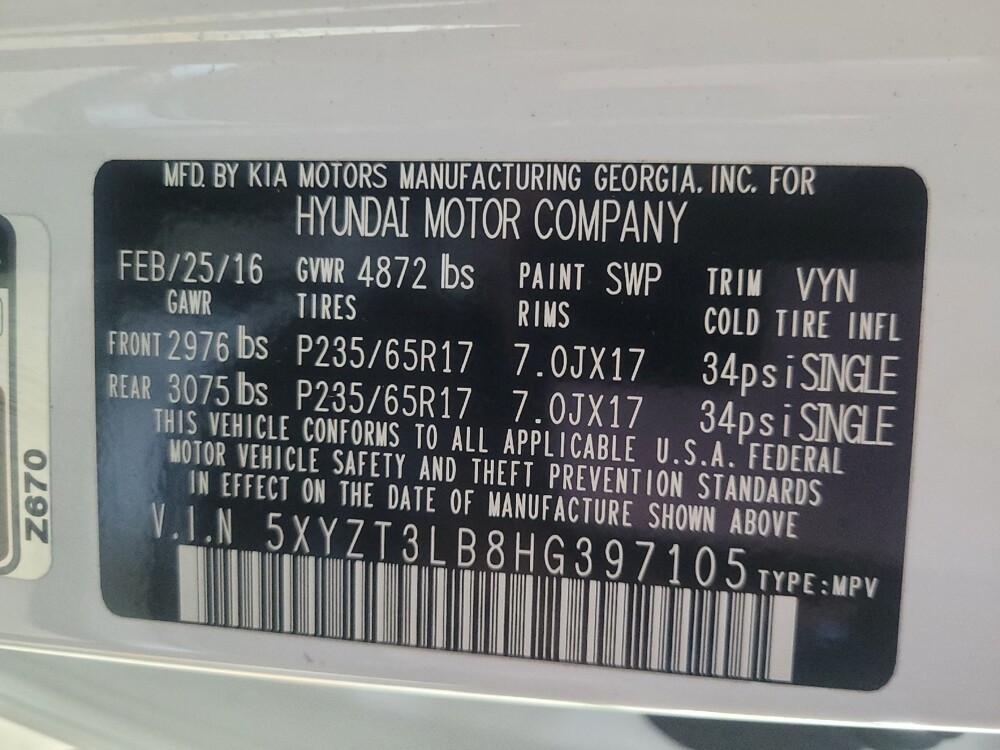 MFD. BY KIA MOTORS MANUFACTURING GEORGIA, INC. FOR
HYUNDAI MOTOR COMPANY
FEB/25/16 GVWR 4872 lbs PAINT SWP TRIM VYN
GAWR TIRES RIMS COLD TIRE INFL
FRONT 2976 lbs P235/65R17 7.0JX17 34psi SINGLE
REAR 3075 lbs P235/65R17 7.0JX17 34psi SINGLE
THIS VEHICLE CONFORMS TO ALL APPLICABLE U.S.A. FEDERAL
MOTOR VEHICLE SAFETY AND THEFT PREVENTION STANDARDS
IN EFFECT ON THE DATE OF MANUFACTURE SHOWN ABOVE
V.I.N 5XYZT3LB8HG397105 TYPE:MPV
Z670